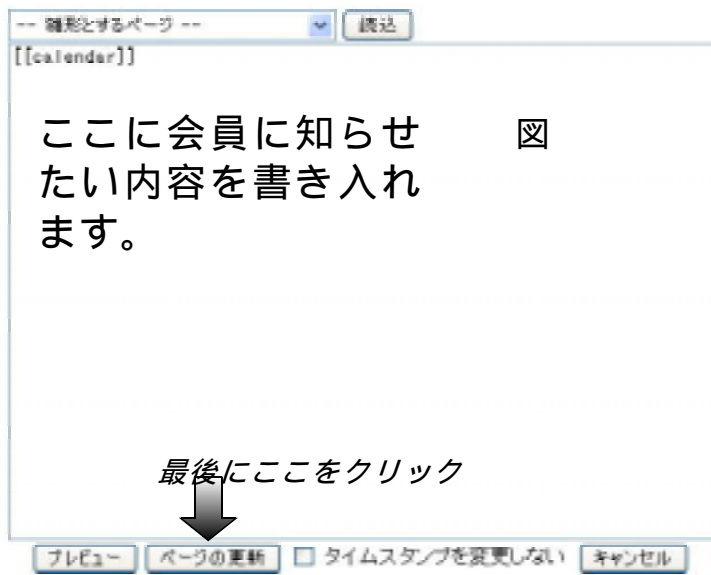 -- 雛形とするページ -- 読込
[[calendar]]
ここに会員に知らせ 図
たい内容を書き入れ
ます。
最後にここをクリック
プレビュー ページの更新 タイムスタンプを変更しない キャンセル